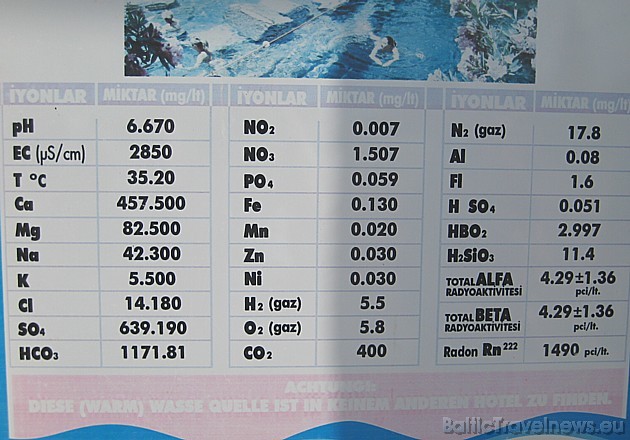 İYONLAR MİKTAR (mg/lt)
pH 6.670
EC (µS/cm) 2850
T °C 35.20
Ca 457.500
Mg 82.500
Na 42.300
K 5.500
Cl 14.180
SO₄ 639.190
HCO₃ 1171.81
İYONLAR MİKTAR (mg/lt)
NO₂ 0.007
NO₃ 1.507
PO₄ 0.059
Fe 0.130
Mn 0.020
Zn 0.030
Ni 0.030
H₂ (gaz) 5.5
O₂ (gaz) 5.8
CO₂ 400
İYONLAR MİKTAR (mg/lt)
N₂ (gaz) 17.8
Al 0.08
Fl 1.6
H SO₄ 0.051
HBO₂ 2.997
H₂SiO₃ 11.4
TOTAL ALFA 4.29±1.36
RADYOAKTİVİTESİ pci/lt.
TOTAL BETA 4.29±1.36
RADYOAKTİVİTESİ pci/lt.
Radon Rn²²² 1490 pci/lt.
ACHTUNG!:
DIESE (WARM) WASSE QUELLE IST IN KEINEM ANDEREN HOTEL ZU FINDEN.
BalticTravelnews.eu